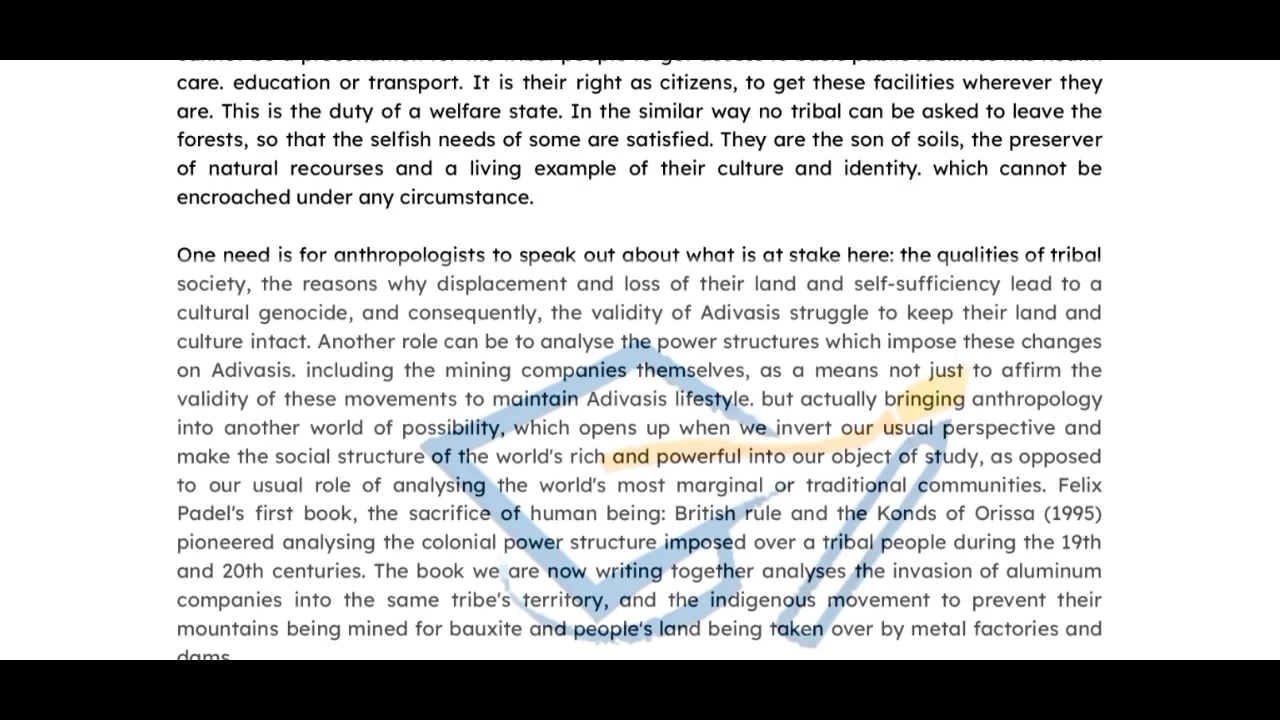 care. education or transport. It is their right as citizens, to get these facilities wherever they
are. This is the duty of a welfare state. In the similar way no tribal can be asked to leave the
forests, so that the selfish needs of some are satisfied. They are the son of soils, the preserver
of natural recourses and a living example of their culture and identity. which cannot be
encroached under any circumstance.
One need is for anthropologists to speak out about what is at stake here: the qualities of tribal
society, the reasons why displacement and loss of their land and self-sufficiency lead to a
cultural genocide, and consequently, the validity of Adivasis struggle to keep their land and
culture intact. Another role can be to analyse the power structures which impose these changes
on Adivasis. including the mining companies themselves, as a means not just to affirm the
validity of these movements to maintain Adivasis lifestyle. but actually bringing anthropology
into another world of possibility, which opens up when we invert our usual perspective and
make the social structure of the world's rich and powerful into our object of study, as opposed
to our usual role of analysing the world's most marginal or traditional communities. Felix
Padel's first book, the sacrifice of human being: British rule and the Konds of Orissa (1995)
pioneered analysing the colonial power structure imposed over a tribal people during the 19th
and 20th centuries. The book we are now writing together analyses the invasion of aluminum
companies into the same tribe's territory, and the indigenous movement to prevent their
mountains being mined for bauxite and people's land being taken over by metal factories and
dams.